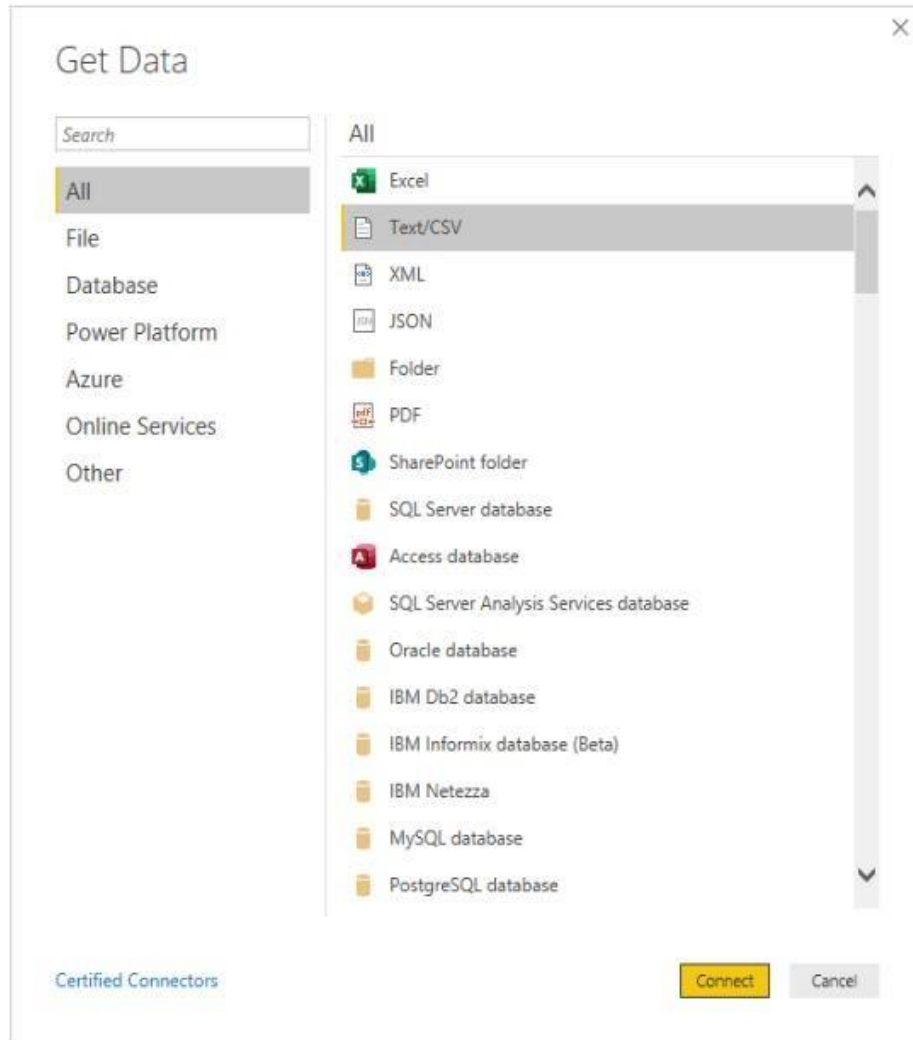 Get Data
Search
All
File
Database
Power Platform
Azure
Online Services
Other
All
Excel
Text/CSV
XML
JSON
Folder
PDF
SharePoint folder
SQL Server database
Access database
SQL Server Analysis Services database
Oracle database
IBM Db2 database
IBM Informix database (Beta)
IBM Netezza
MySQL database
PostgreSQL database
Certified Connectors
Connect
Cancel